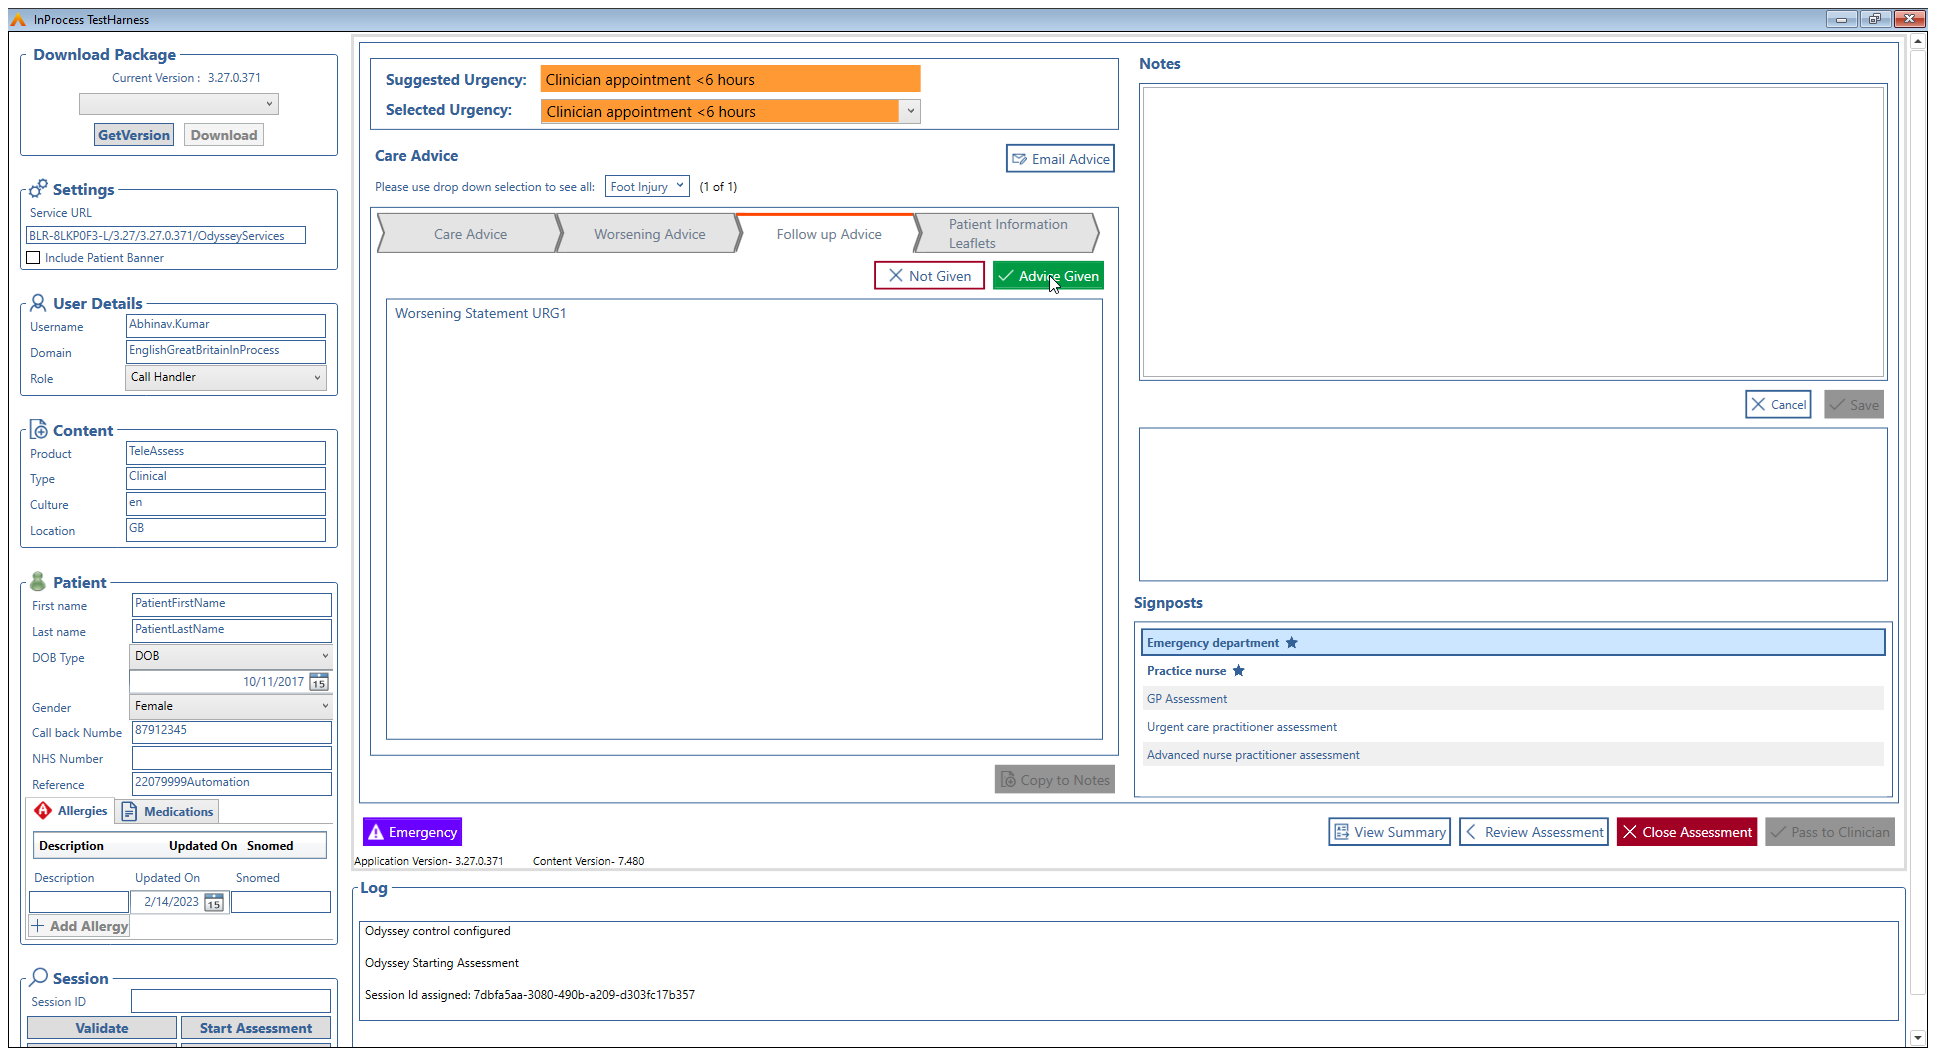 InProcess TestHarness
Download Package
Current Version : 3.27.0.371
GetVersion Download
Settings
Service URL
BLR-8LKP0F3-L/3.27/3.27.0.371/OdysseyServices
Include Patient Banner
User Details
Username Abhinav.Kumar
Domain EnglishGreatBritainInProcess
Role Call Handler
Content
Product TeleAssess
Type Clinical
Culture en
Location GB
Patient
First name PatientFirstName
Last name PatientLastName
DOB Type DOB
10/11/2017 15
Gender Female
Call back Numbe 87912345
NHS Number
Reference 22079999Automation
Allergies Medications
Description Updated On Snomed
Description Updated On Snomed
2/14/2023 15
Add Allergy
Session
Session ID
Validate Start Assessment
Suggested Urgency: Clinician appointment <6 hours
Selected Urgency: Clinician appointment <6 hours
Care Advice
Email Advice
Please use drop down selection to see all: Foot Injury (1 of 1)
Care Advice Worsening Advice Follow up Advice Patient Information
Leaflets
Not Given Advice Given
Worsening Statement URG1
Copy to Notes
Notes
Cancel Save
Signposts
Emergency department
Practice nurse
GP Assessment
Urgent care practitioner assessment
Advanced nurse practitioner assessment
Emergency View Summary Review Assessment Close Assessment Pass to Clinician
Application Version- 3.27.0.371 Content Version- 7.480
Log
Odyssey control configured
Odyssey Starting Assessment
Session Id assigned: 7dbfa5aa-3080-490b-a209-d303fc17b357